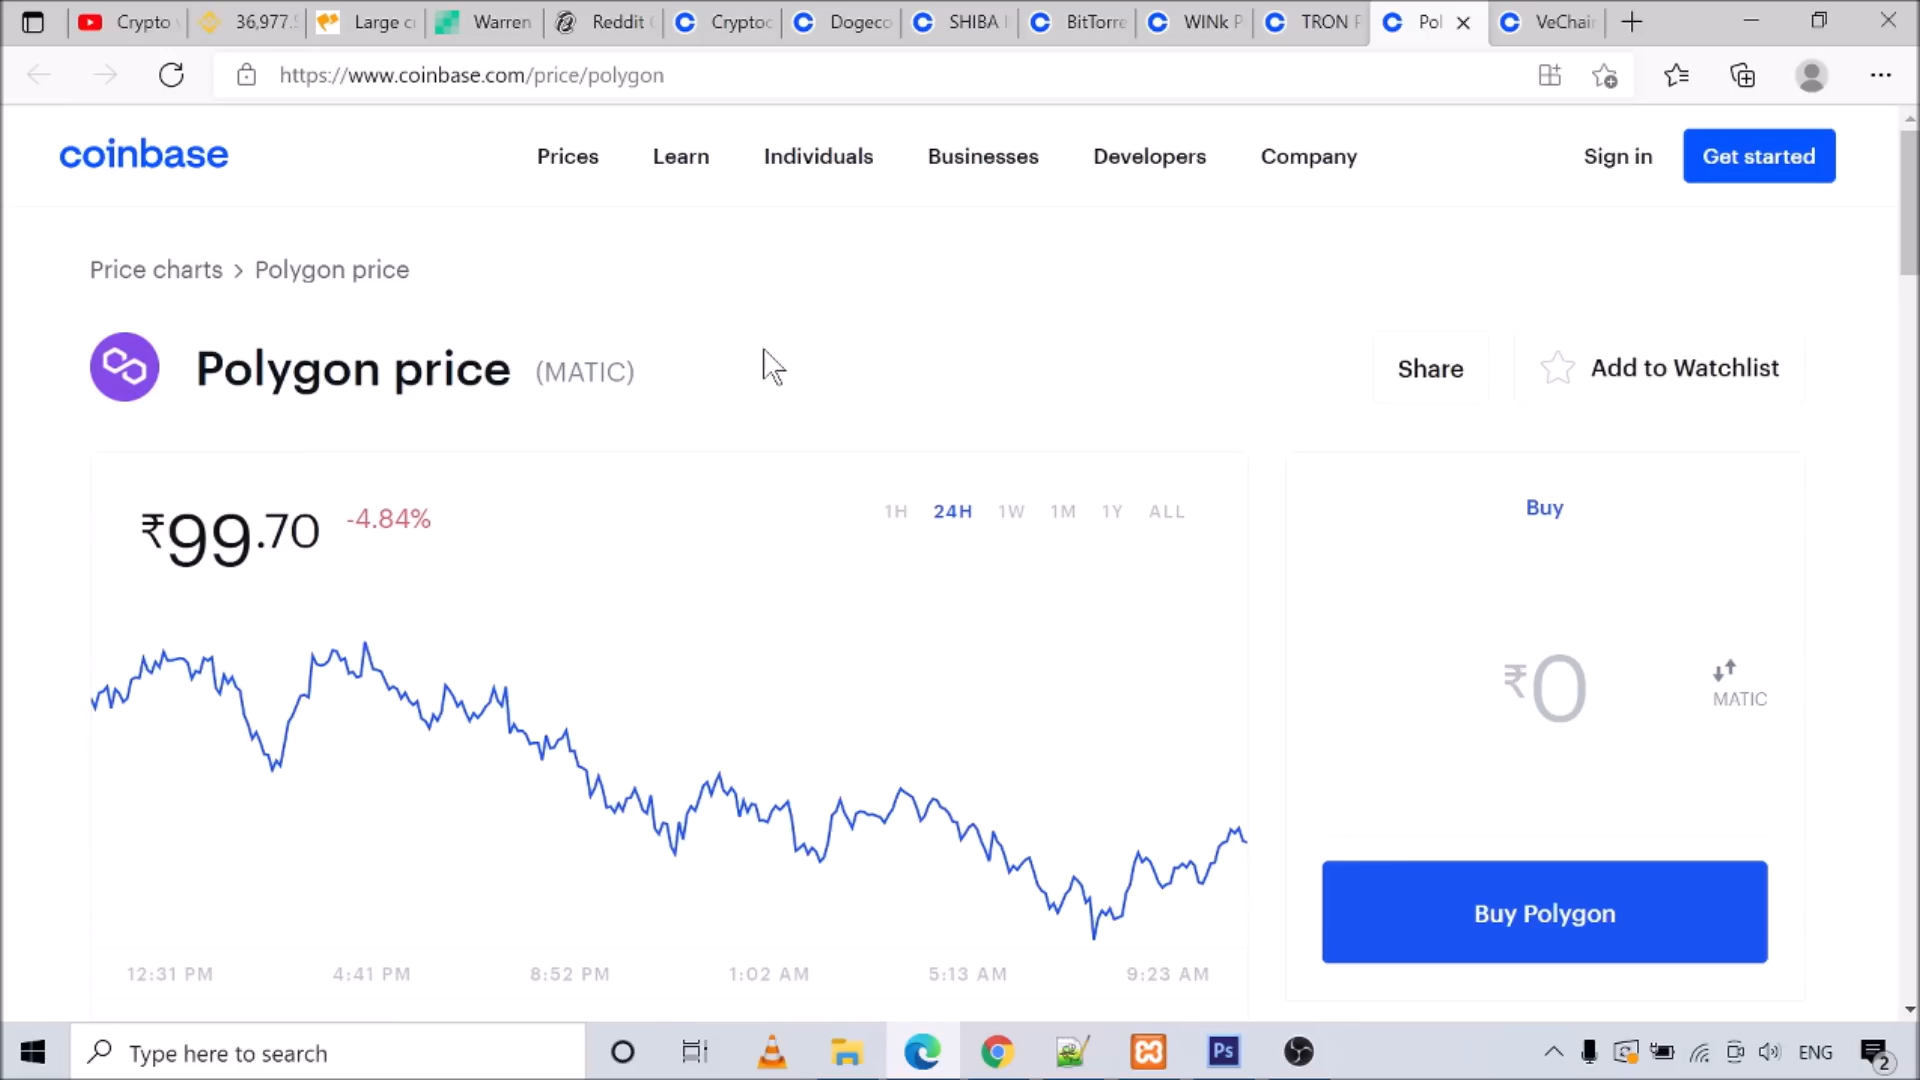 Crypto
36,977.
Large c
Warren
Reddit
Cryptoc
Dogeco
SHIBA
BitTorre
WINk P
TRON F
Pol
VeChain
https://www.coinbase.com/price/polygon
coinbase
Prices
Learn
Individuals
Businesses
Developers
Company
Sign in
Get started
Price charts > Polygon price
Polygon price (MATIC)
Share
Add to Watchlist
₹99.70 -4.84%
1H 24H 1W 1M 1Y ALL
Buy
₹0
MATIC
Buy Polygon
12:31 PM 4:41 PM 8:52 PM 1:02 AM 5:13 AM 9:23 AM
Type here to search
Ps
ENG
2